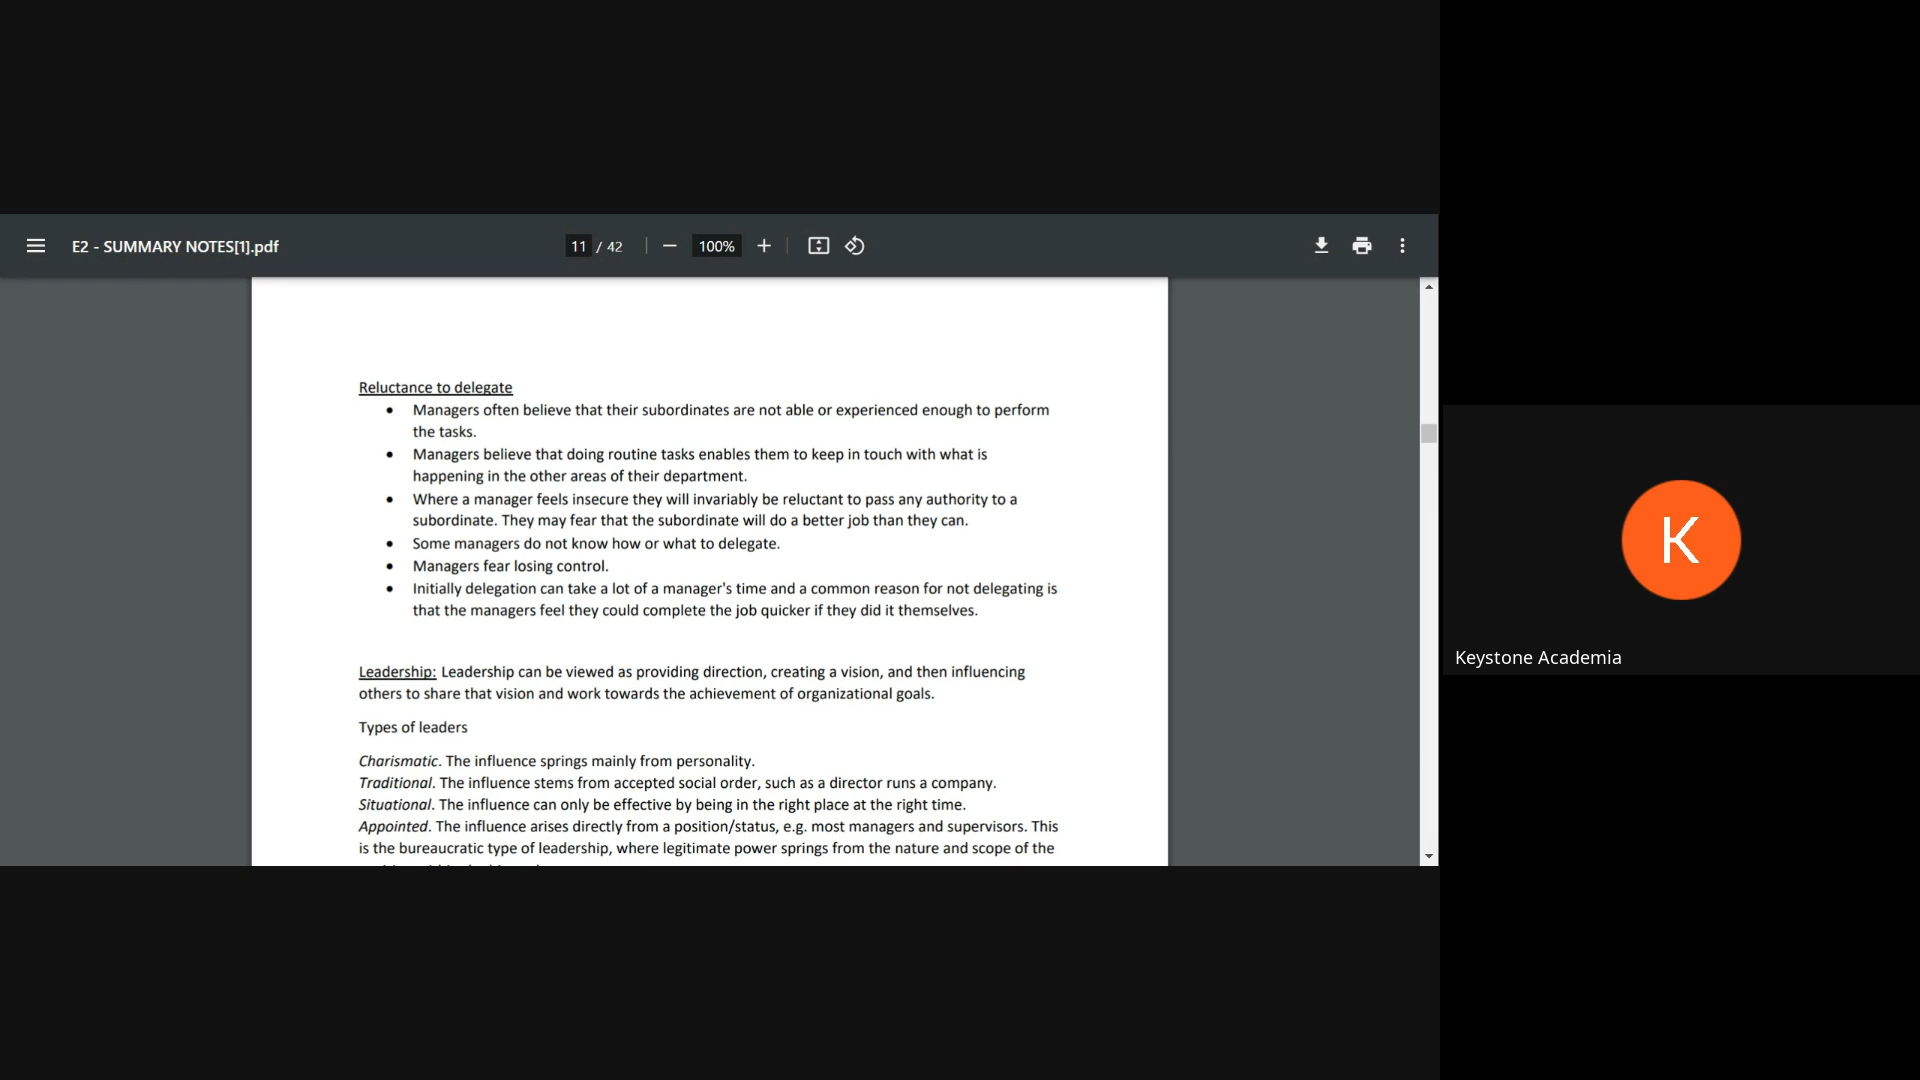 E2 - SUMMARY NOTES[1].pdf
11 / 42
100%
Reluctance to delegate
• Managers often believe that their subordinates are not able or experienced enough to perform
the tasks.
• Managers believe that doing routine tasks enables them to keep in touch with what is
happening in the other areas of their department.
• Where a manager feels insecure they will invariably be reluctant to pass any authority to a
subordinate. They may fear that the subordinate will do a better job than they can.
• Some managers do not know how or what to delegate.
• Managers fear losing control.
• Initially delegation can take a lot of a manager's time and a common reason for not delegating is
that the managers feel they could complete the job quicker if they did it themselves.
Leadership: Leadership can be viewed as providing direction, creating a vision, and then influencing
others to share that vision and work towards the achievement of organizational goals.
Types of leaders
Charismatic. The influence springs mainly from personality.
Traditional. The influence stems from accepted social order, such as a director runs a company.
Situational. The influence can only be effective by being in the right place at the right time.
Appointed. The influence arises directly from a position/status, e.g. most managers and supervisors. This
is the bureaucratic type of leadership, where legitimate power springs from the nature and scope of the
K
Keystone Academia